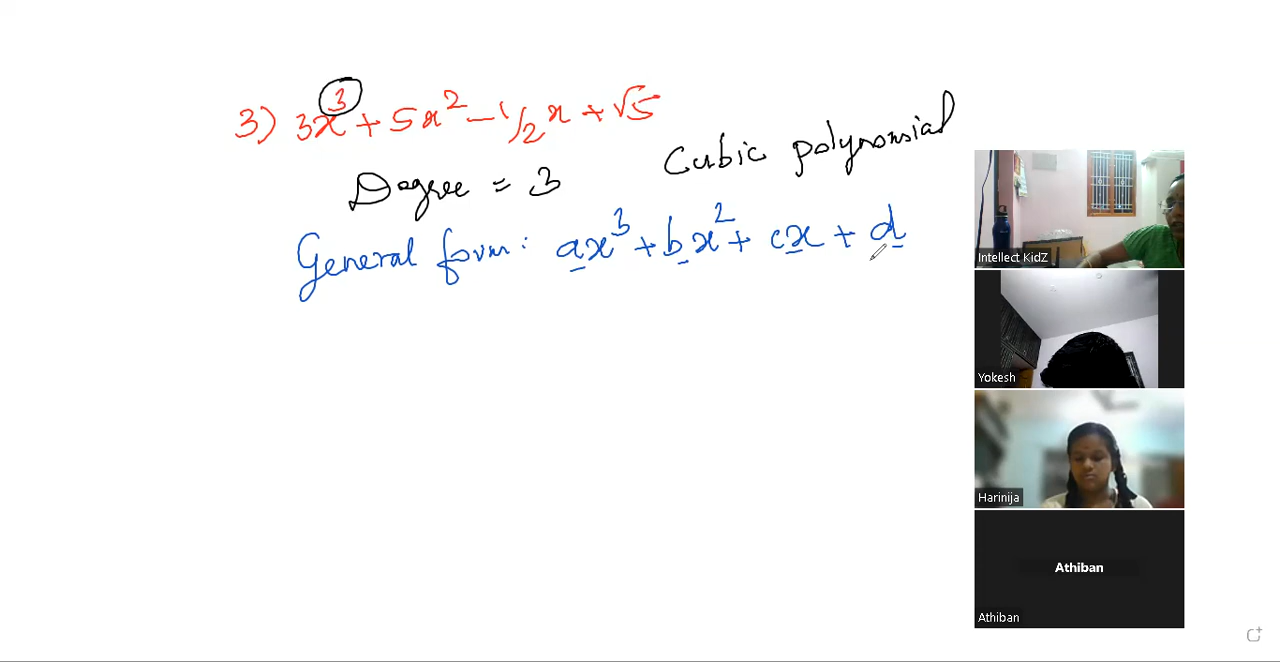 3) 3x³ + 5x² - 1/2 x + √5
Degree = 3
Cubic polynomial
General form: ax³ + bx² + cx + d
Intellect KidZ
Yokesh
Harinija
Athiban
Athiban